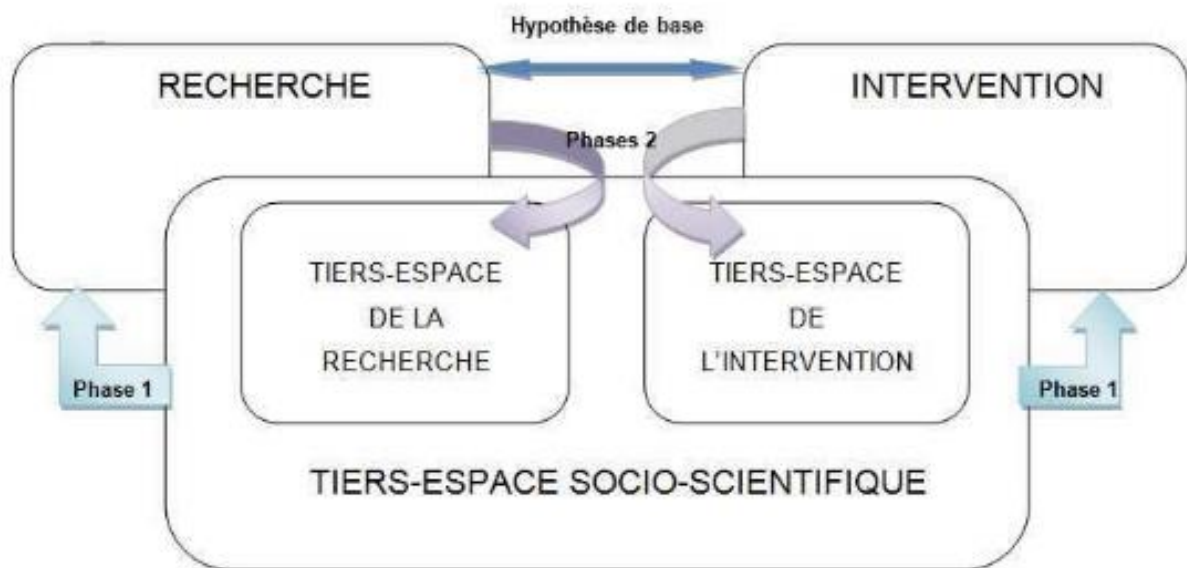 Hypothèse de base
RECHERCHE
INTERVENTION
Phases 2
TIERS-ESPACE
DE LA
RECHERCHE
TIERS-ESPACE
DE
L'INTERVENTION
Phase 1
Phase 1
TIERS-ESPACE SOCIO-SCIENTIFIQUE